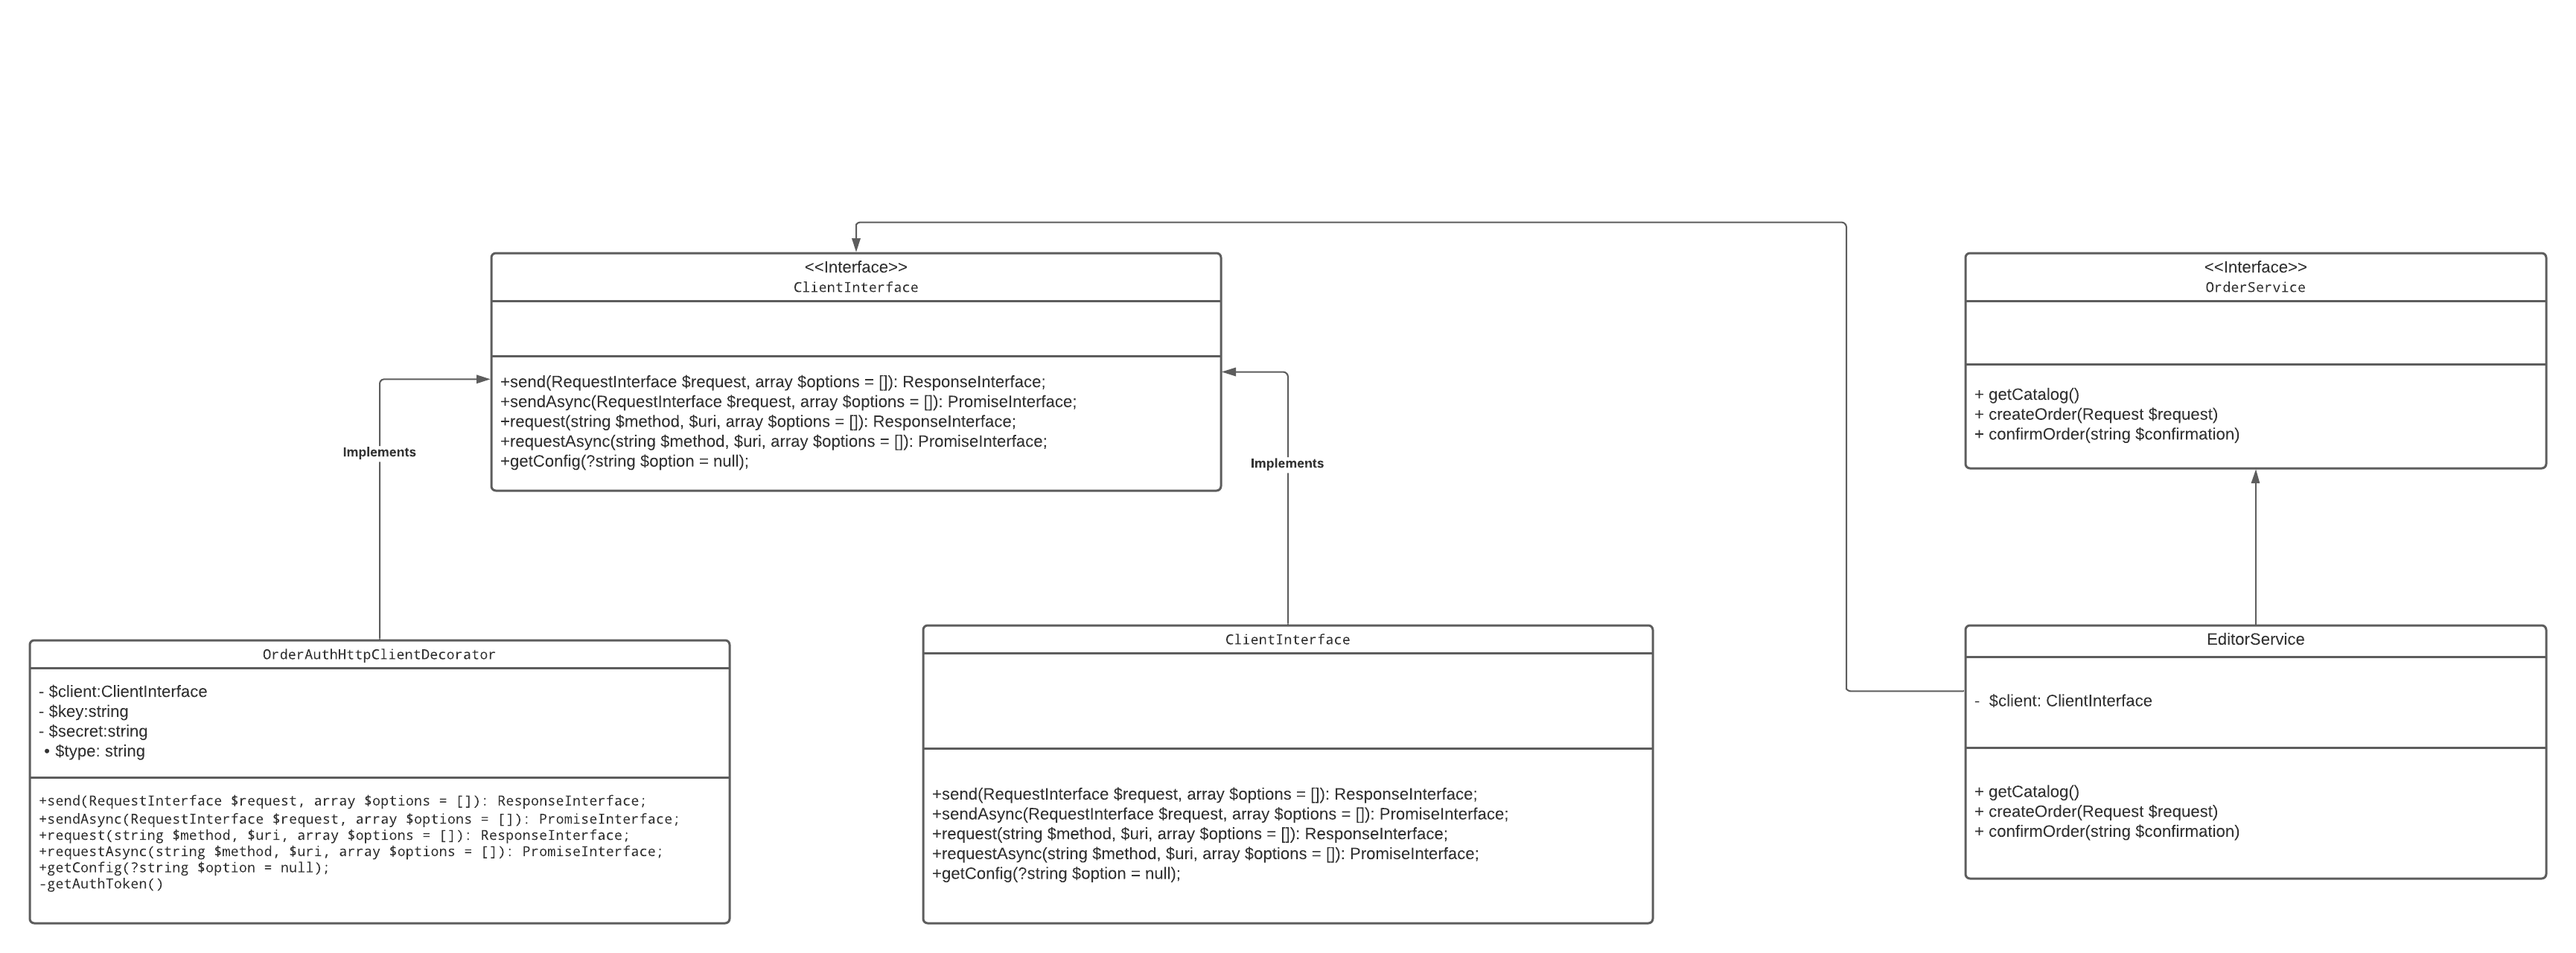 <<Interface>>
ClientInterface
+send(RequestInterface $request, array $options = []): ResponseInterface;
+sendAsync(RequestInterface $request, array $options = []): PromiseInterface;
+request(string $method, $uri, array $options = []): ResponseInterface;
+requestAsync(string $method, $uri, array $options = []): PromiseInterface;
+getConfig(?string $option = null);
<<Interface>>
OrderService
+ getCatalog()
+ createOrder(Request $request)
+ confirmOrder(string $confirmation)
Implements
Implements
OrderAuthHttpClientDecorator
- $client:ClientInterface
- $key:string
- $secret:string
• $type: string
+send(RequestInterface $request, array $options = []): ResponseInterface;
+sendAsync(RequestInterface $request, array $options = []): PromiseInterface;
+request(string $method, $uri, array $options = []): ResponseInterface;
+requestAsync(string $method, $uri, array $options = []): PromiseInterface;
+getConfig(?string $option = null);
-getAuthToken()
ClientInterface
+send(RequestInterface $request, array $options = []): ResponseInterface;
+sendAsync(RequestInterface $request, array $options = []): PromiseInterface;
+request(string $method, $uri, array $options = []): ResponseInterface;
+requestAsync(string $method, $uri, array $options = []): PromiseInterface;
+getConfig(?string $option = null);
EditorService
- $client: ClientInterface
+ getCatalog()
+ createOrder(Request $request)
+ confirmOrder(string $confirmation)